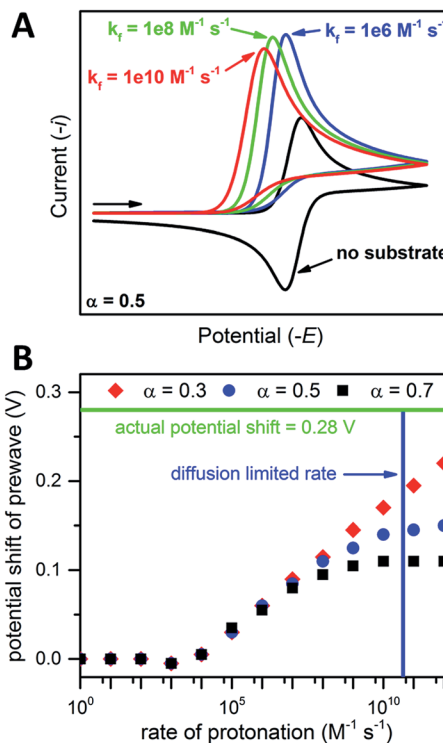 A
k_f = 1e8 M⁻¹ s⁻¹
k_f = 1e6 M⁻¹ s⁻¹
k_f = 1e10 M⁻¹ s⁻¹
Current (-i)
no substrate
α = 0.5
Potential (-E)
B
α = 0.3 α = 0.5 α = 0.7
actual potential shift = 0.28 V
diffusion limited rate
potential shift of prewave (V)
0.3
0.2
0.1
0.0
10⁰ 10⁵ 10¹⁰
rate of protonation (M⁻¹ s⁻¹)